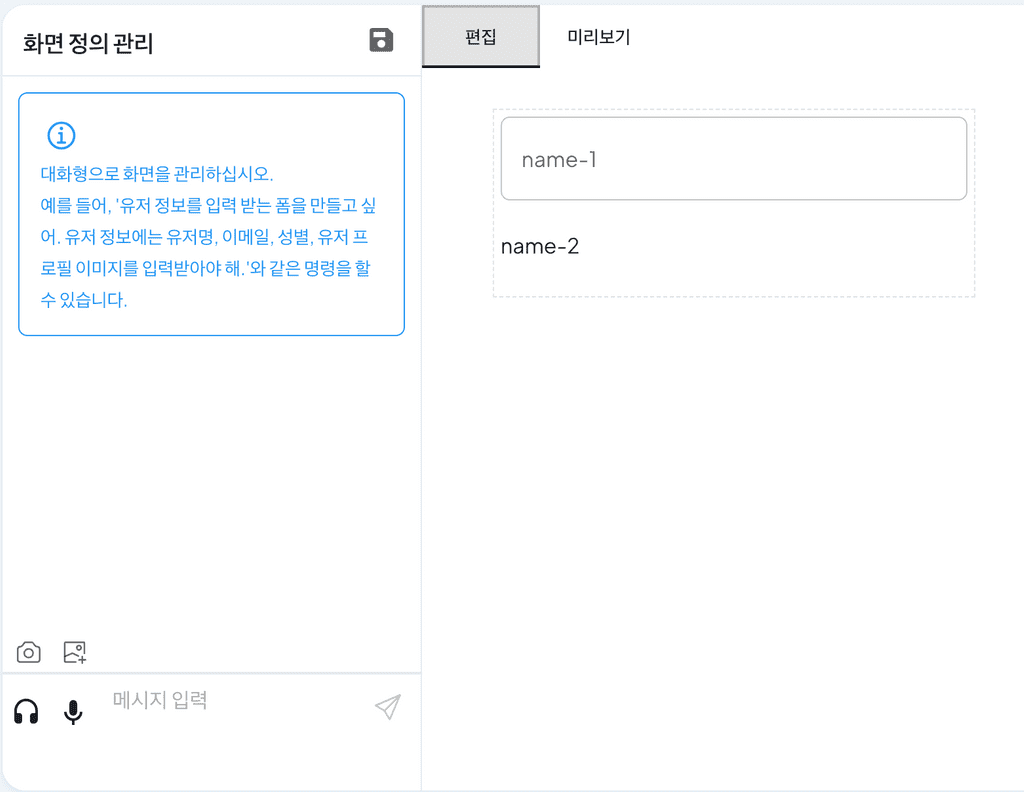 화면 정의 관리
편집
미리보기
대화형으로 화면을 관리하십시오.
예를 들어, '유저 정보를 입력 받는 폼을 만들고 싶
어. 유저 정보에는 유저명, 이메일, 성별, 유저 프
로필 이미지를 입력받아야 해.'와 같은 명령을 할
수 있습니다.
메시지 입력
name-1
name-2